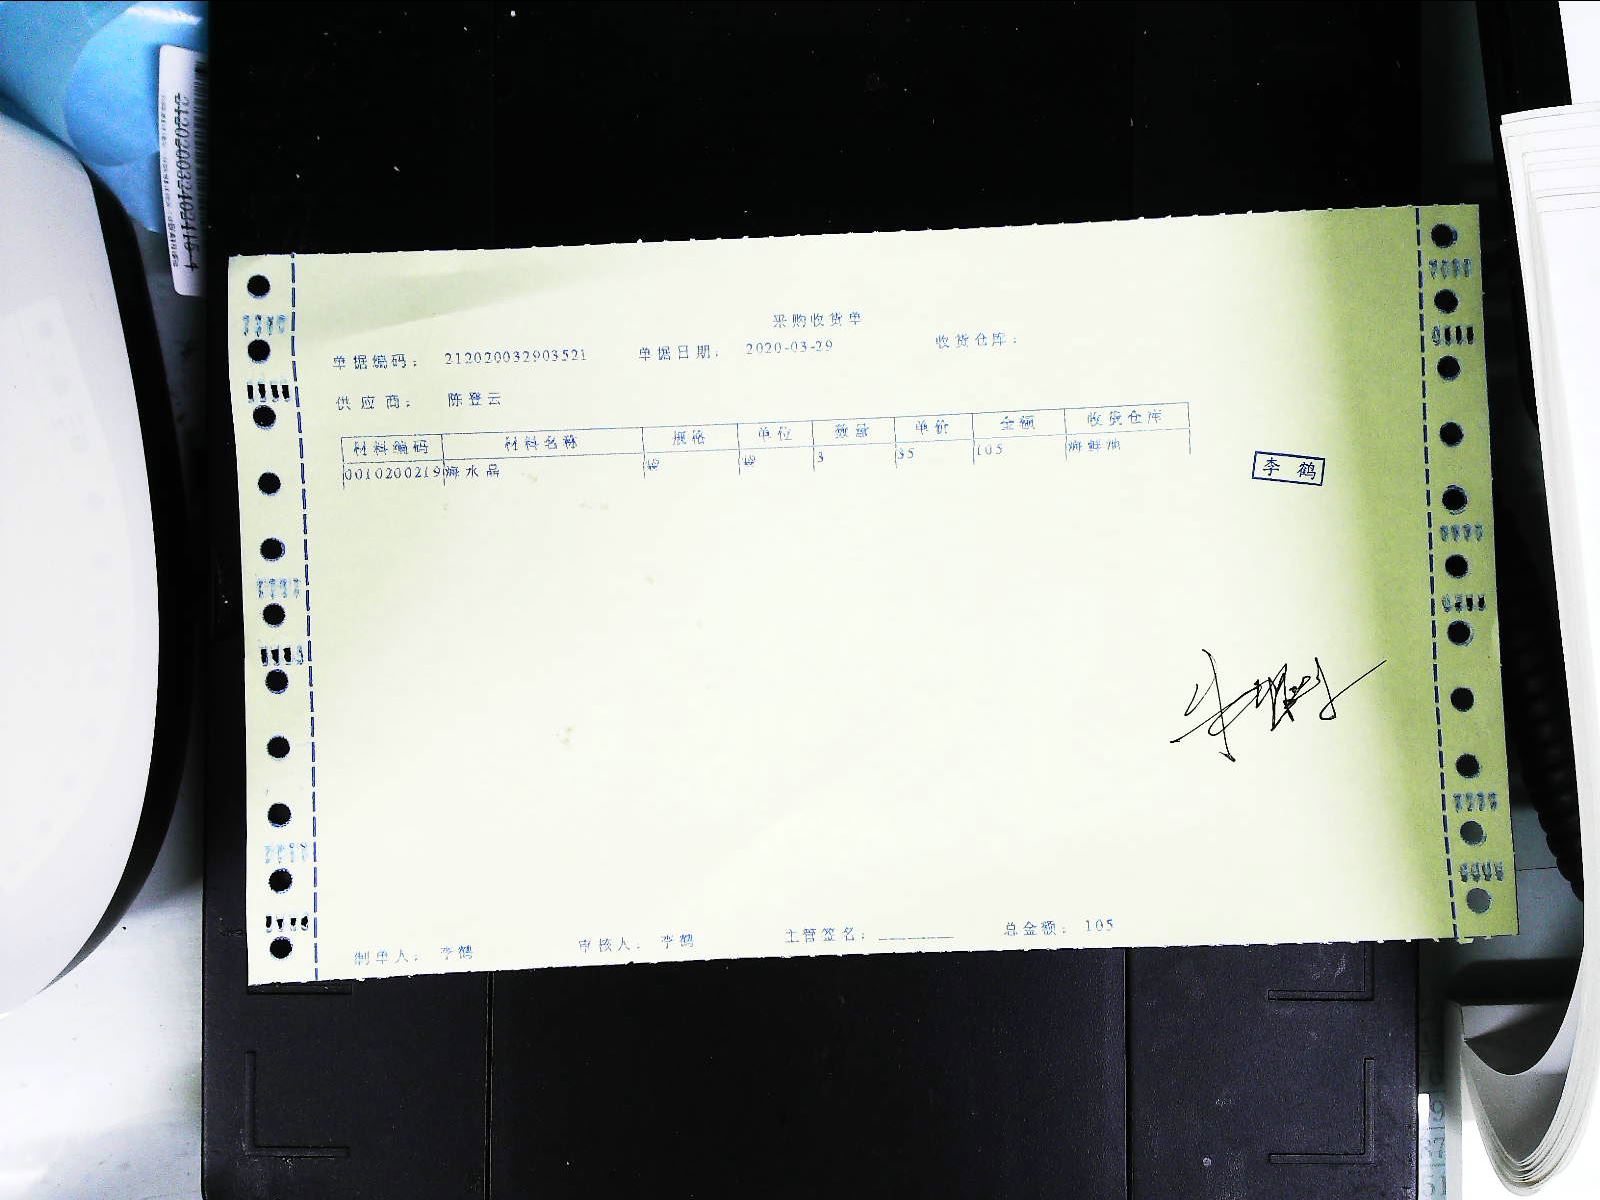 采购收货单
单据编码： 212020032903521 单据日期： 2020-03-29 收货仓库：
供应商： 陈登云
材料编码 材料名称 规格 单位 数量 单价 金额 收货仓库
0010200219 海水晶 3 35 105 海鲜池
李鹤
制单人： 李鹤 审核人： 李鹤 主管签名： 总金额： 105